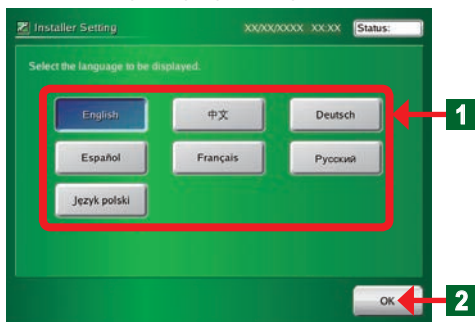 Installer Setting XX/XX/XXXX XX:XX Status:
Select the language to be displayed.
English 中文 Deutsch
1
Español Français Русский
Język polski
OK
2